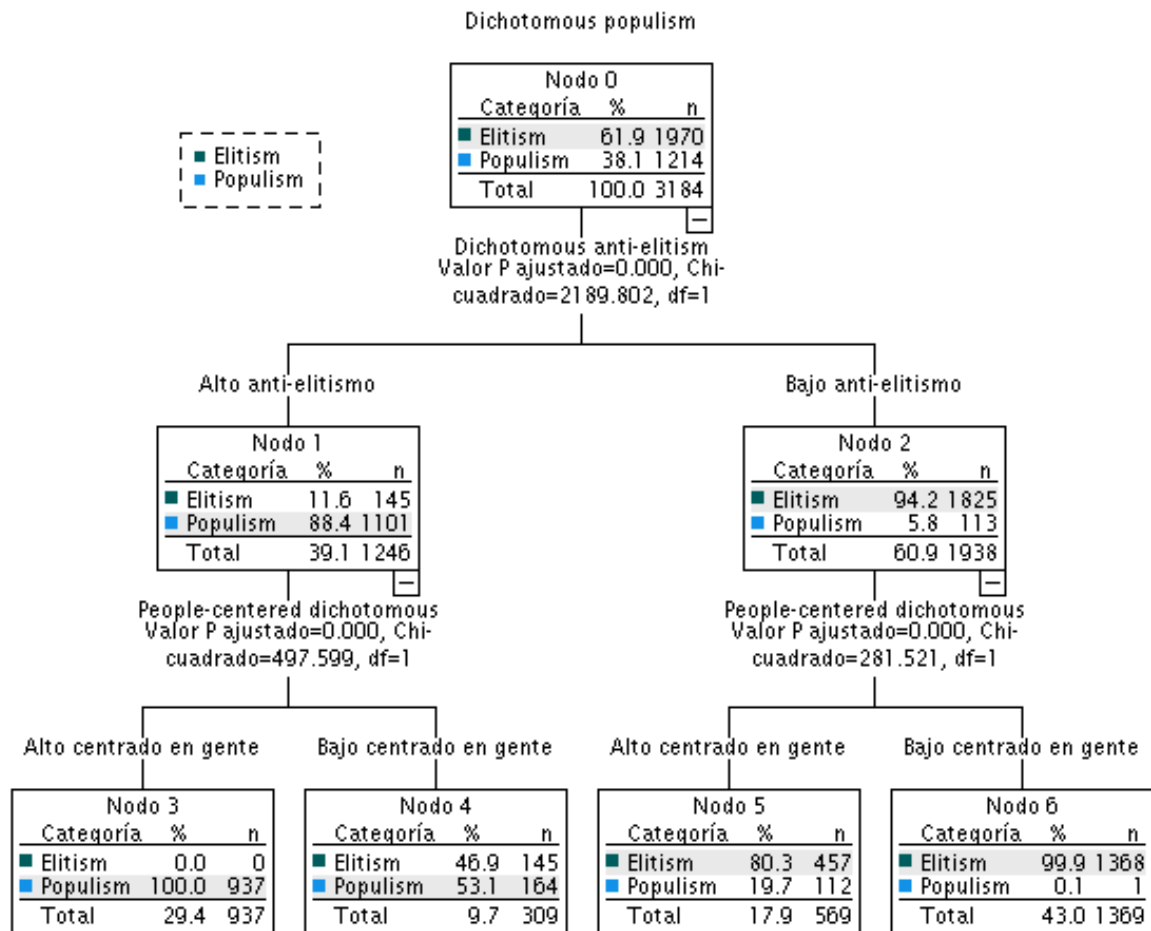 Dichotomous populism
Nodo 0
Categoría % n
Elitism 61.9 1970
Populism 38.1 1214
Total 100.0 3184
Elitism
Populism
Dichotomous anti-elitism
Valor P ajustado=0.000, Chi-
cuadrado=2189.802, df=1
Alto anti-elitismo
Bajo anti-elitismo
Nodo 1
Categoría % n
Elitism 11.6 145
Populism 88.4 1101
Total 39.1 1246
Nodo 2
Categoría % n
Elitism 94.2 1825
Populism 5.8 113
Total 60.9 1938
People-centered dichotomous
Valor P ajustado=0.000, Chi-
cuadrado=497.599, df=1
People-centered dichotomous
Valor P ajustado=0.000, Chi-
cuadrado=281.521, df=1
Alto centrado en gente
Bajo centrado en gente
Alto centrado en gente
Bajo centrado en gente
Nodo 3
Categoría % n
Elitism 0.0 0
Populism 100.0 937
Total 29.4 937
Nodo 4
Categoría % n
Elitism 46.9 145
Populism 53.1 164
Total 9.7 309
Nodo 5
Categoría % n
Elitism 80.3 457
Populism 19.7 112
Total 17.9 569
Nodo 6
Categoría % n
Elitism 99.9 1368
Populism 0.1 1
Total 43.0 1369